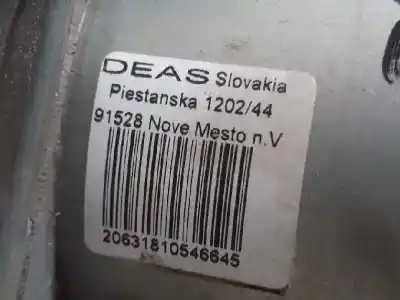 DEAS Slovakia
Piestanska 1202/44
91528 Nove Mesto n.V
20631810546645